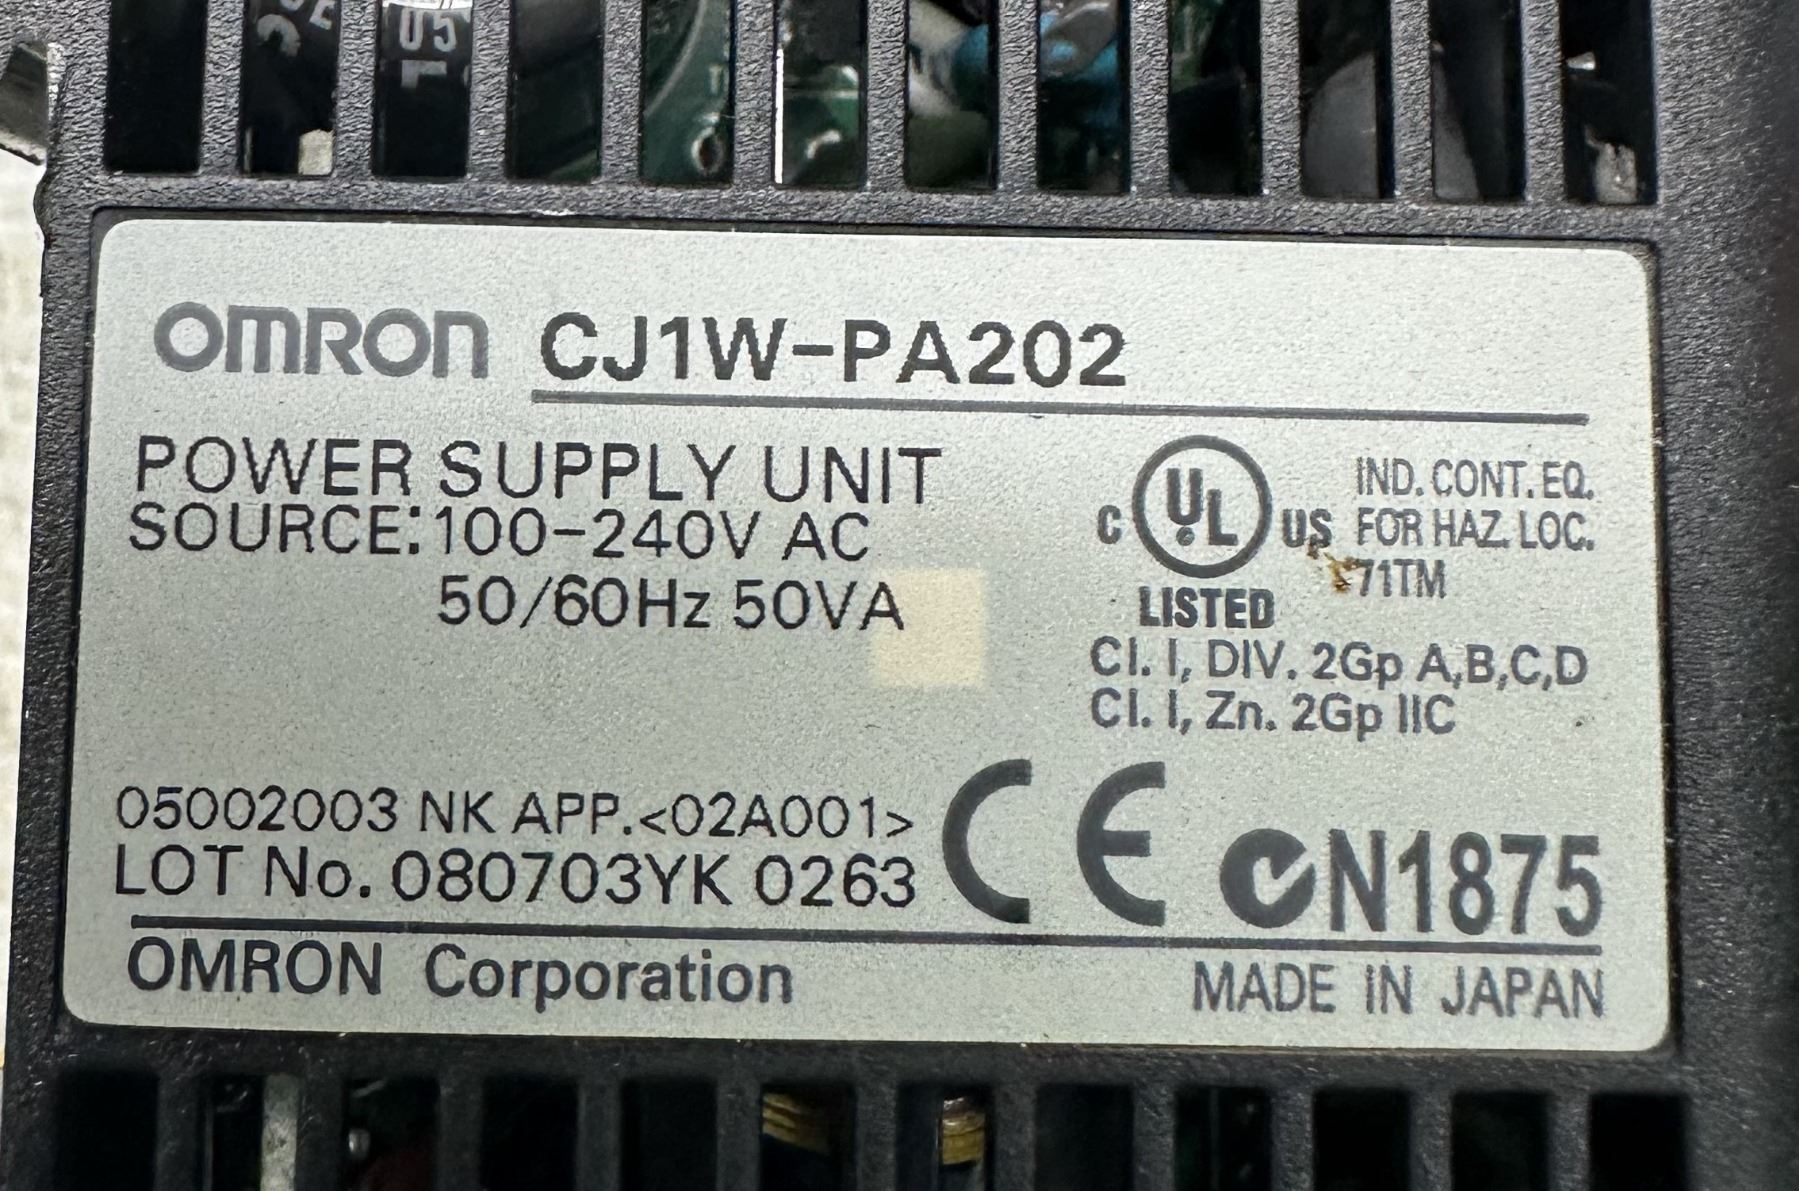 OMRON CJ1W-PA202
POWER SUPPLY UNIT
SOURCE: 100-240V AC
50/60Hz 50VA
C UL US
LISTED
IND. CONT. EQ.
FOR HAZ. LOC.
71TM
Cl. I, DIV. 2Gp A,B,C,D
Cl. I, Zn. 2Gp IIC
05002003 NK APP.<02A001>
LOT No. 080703YK 0263
CE N1875
OMRON Corporation
MADE IN JAPAN